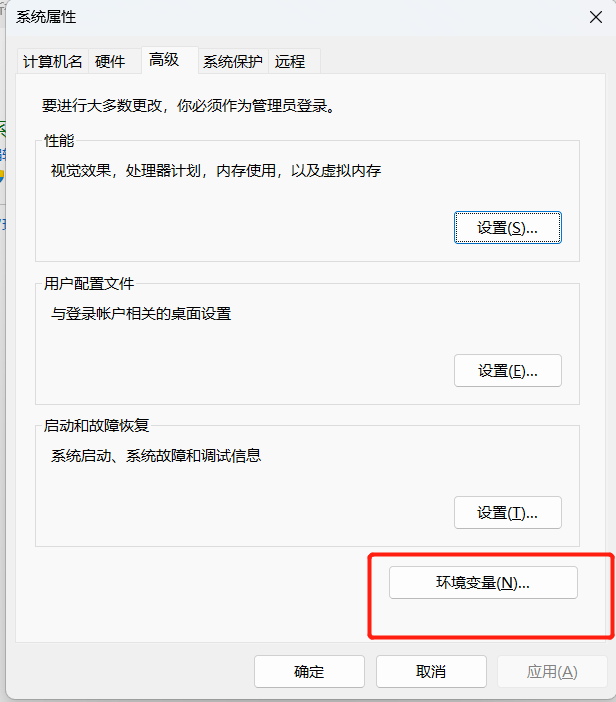 系统属性
计算机名 硬件 高级 系统保护 远程
要进行大多数更改，你必须作为管理员登录。
性能
视觉效果，处理器计划，内存使用，以及虚拟内存
设置(S)...
用户配置文件
与登录帐户相关的桌面设置
设置(E)...
启动和故障恢复
系统启动、系统故障和调试信息
设置(T)...
环境变量(N)...
确定 取消 应用(A)